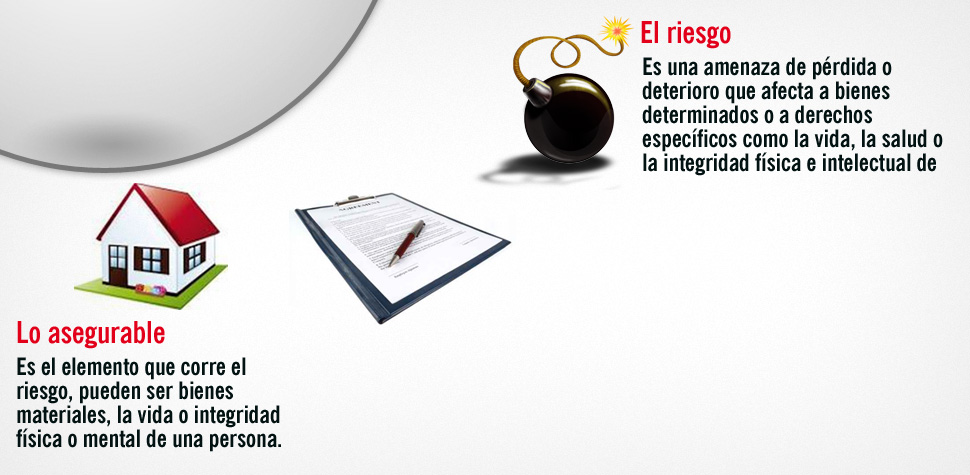 El riesgo
Es una amenaza de pérdida o
deterioro que afecta a bienes
determinados o a derechos
específicos como la vida, la salud o
la integridad física e intelectual de
Lo asegurable
Es el elemento que corre el
riesgo, pueden ser bienes
materiales, la vida o integridad
física o mental de una persona.